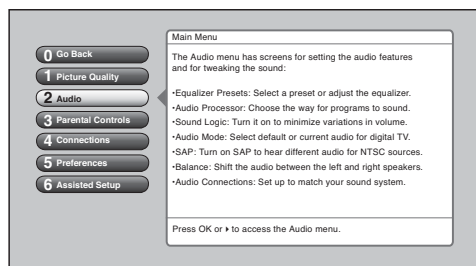 Main Menu
0 Go Back
1 Picture Quality
2 Audio
3 Parental Controls
4 Connections
5 Preferences
6 Assisted Setup
The Audio menu has screens for setting the audio features
and for tweaking the sound:
•Equalizer Presets: Select a preset or adjust the equalizer.
•Audio Processor: Choose the way for programs to sound.
•Sound Logic: Turn it on to minimize variations in volume.
•Audio Mode: Select default or current audio for digital TV.
•SAP: Turn on SAP to hear different audio for NTSC sources.
•Balance: Shift the audio between the left and right speakers.
•Audio Connections: Set up to match your sound system.
Press OK or ▸ to access the Audio menu.